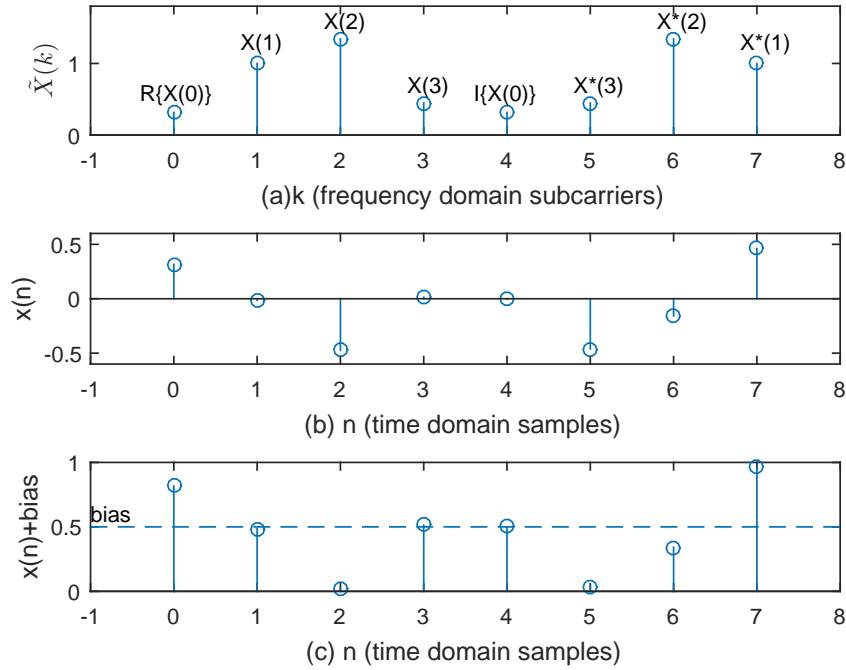 X̃(k)
R{X(0)}
X(1)
X(2)
X(3)
I{X(0)}
X*(3)
X*(2)
X*(1)
1
0
-1 0 1 2 3 4 5 6 7 8
(a)k (frequency domain subcarriers)
x(n)
0.5
0
-0.5
-1 0 1 2 3 4 5 6 7 8
(b) n (time domain samples)
x(n)+bias
1
bias
0.5
0
-1 0 1 2 3 4 5 6 7 8
(c) n (time domain samples)